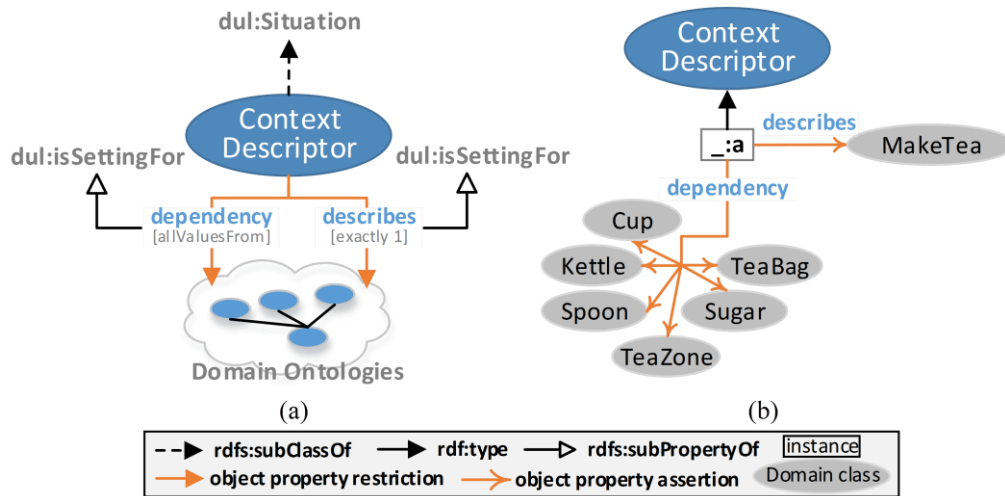 dul:Situation
Context
Descriptor
dul:isSettingFor
dul:isSettingFor
dependency
[allValuesFrom]
describes
[exactly 1]
Domain Ontologies
(a)
Context
Descriptor
_:a
describes
MakeTea
dependency
Cup
Kettle
TeaBag
Spoon
Sugar
TeaZone
(b)
rdfs:subClassOf
rdf:type
rdfs:subPropertyOf
instance
object property restriction
object property assertion
Domain class